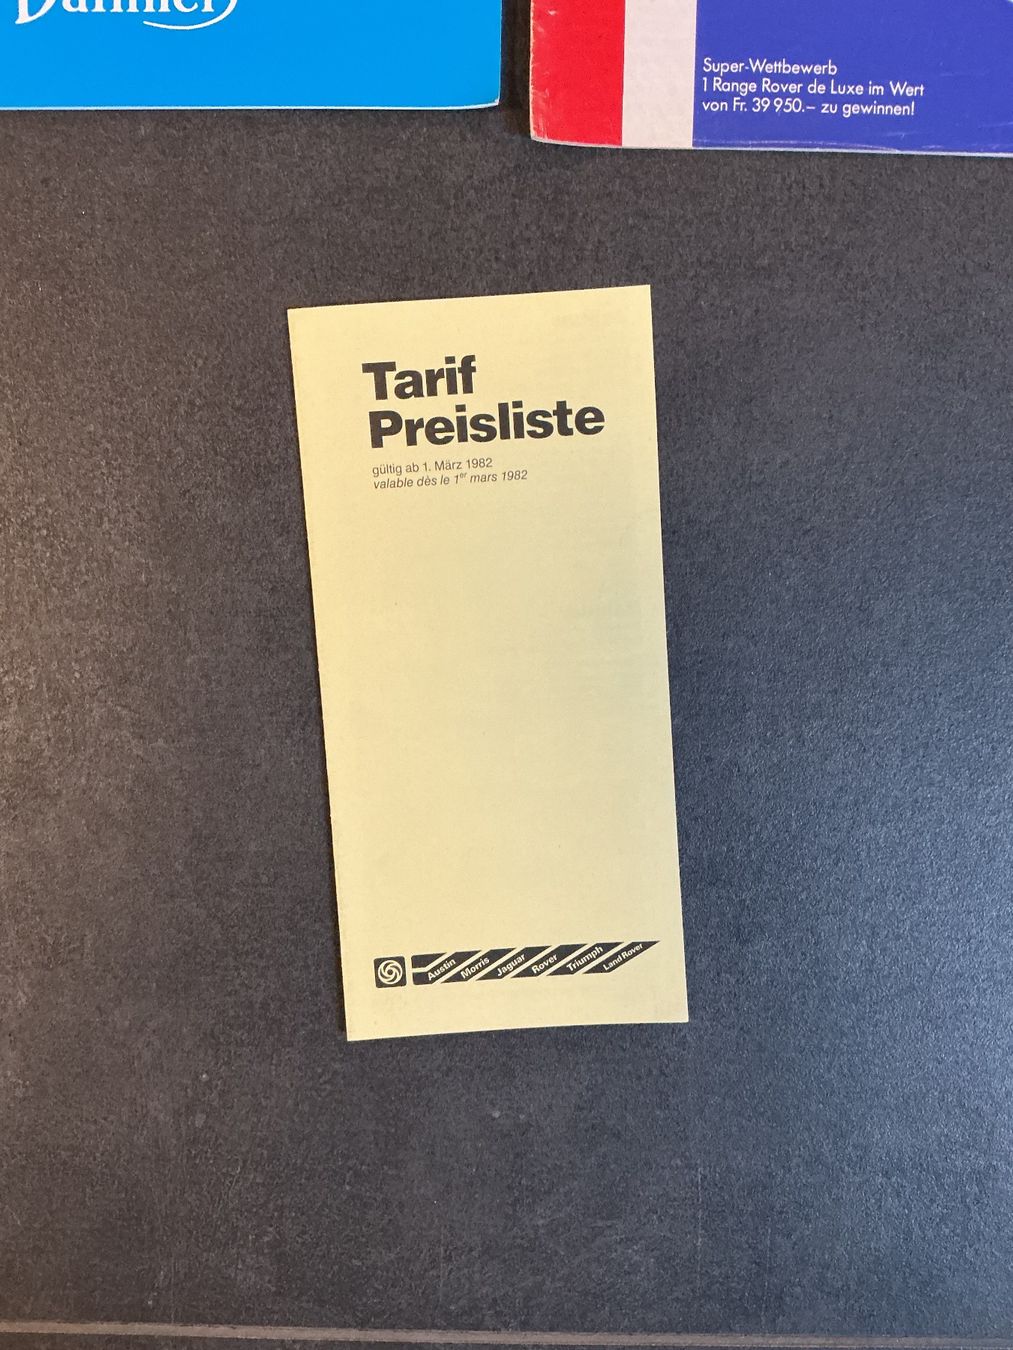 Daimler
Super-Wettbewerb
1 Range Rover de Luxe im Wert
von Fr. 39 950.– zu gewinnen!
Tarif
Preisliste
gültig ab 1. März 1982
valable dès le 1er mars 1982
Austin Morris Jaguar Rover Triumph Land Rover